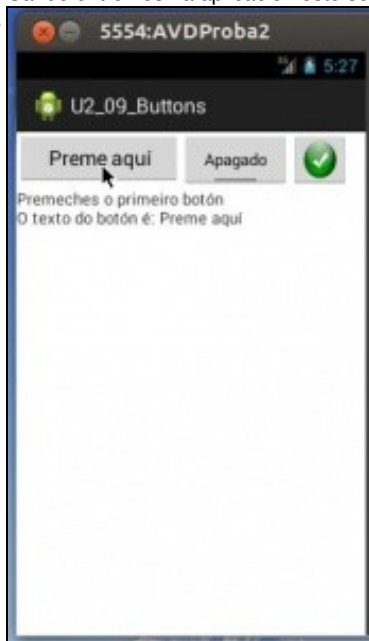 5554:AVDProba2
5:27
U2_09_Buttons
Preme aquí
Apagado
Premeches o primeiro botón
O texto do botón é: Preme aquí